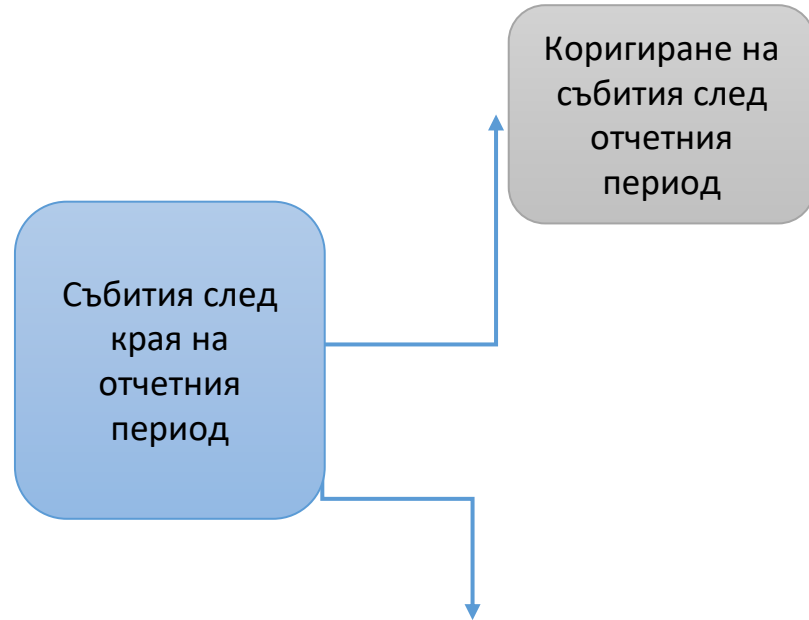 Коригиране на
събития след
отчетния
период
Събития след
края на
отчетния
период